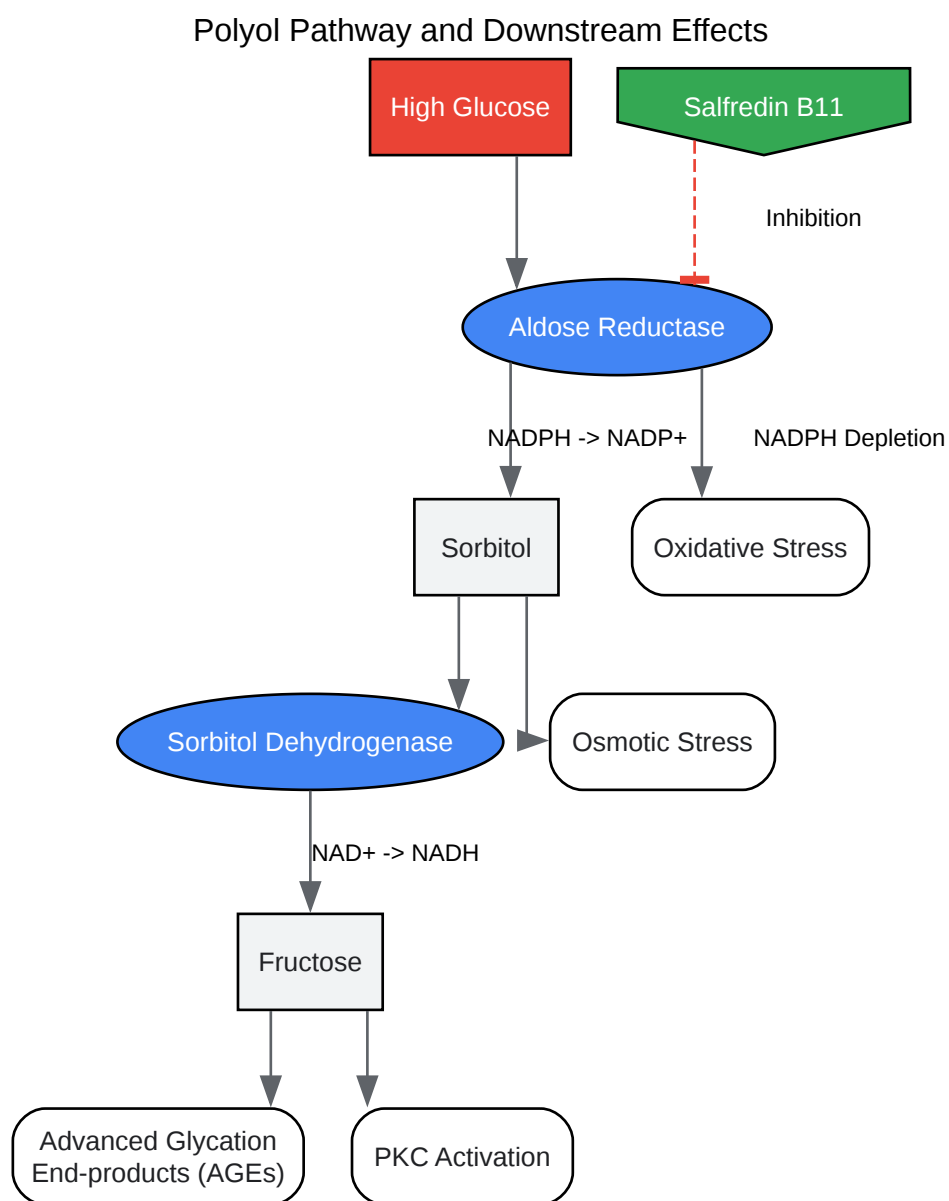 Polyol Pathway and Downstream Effects
High Glucose
Salfredin B11
Inhibition
Aldose Reductase
NADPH -> NADP+
NADPH Depletion
Sorbitol
Oxidative Stress
Sorbitol Dehydrogenase
Osmotic Stress
NAD+ -> NADH
Fructose
Advanced Glycation
End-products (AGEs)
PKC Activation